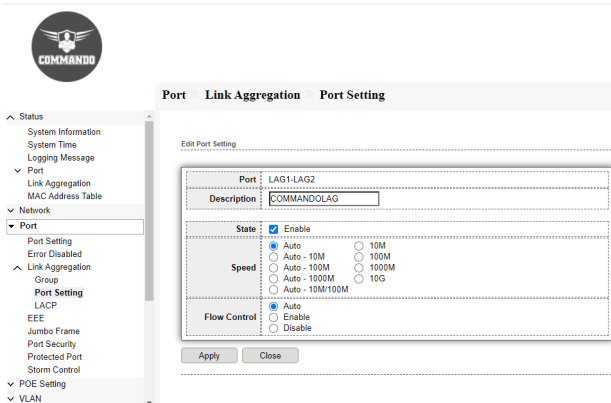 COMMANDO
Port Link Aggregation Port Setting
Status
System Information
System Time
Logging Message
Port
Link Aggregation
MAC Address Table
Network
Port
Port Setting
Error Disabled
Link Aggregation
Group
Port Setting
LACP
EEE
Jumbo Frame
Port Security
Protected Port
Storm Control
POE Setting
VLAN
Edit Port Setting
Port LAG1-LAG2
Description COMMANDOLAG
State Enable
Speed
Auto 10M
Auto - 10M 100M
Auto - 100M 1000M
Auto - 1000M 10G
Auto - 10M/100M
Flow Control
Auto
Enable
Disable
Apply Close